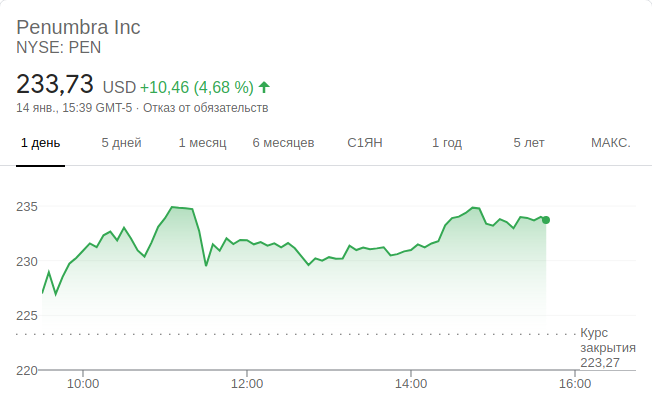 Penumbra Inc
NYSE: PEN
233,73 USD +10,46 (4,68 %)
14 янв., 15:39 GMT-5 · Отказ от обязательств
1 день 5 дней 1 месяц 6 месяцев С1ЯН 1 год 5 лет МАКС.
235
230
225
Курс
закрытия
223,27
220
10:00 12:00 14:00 16:00